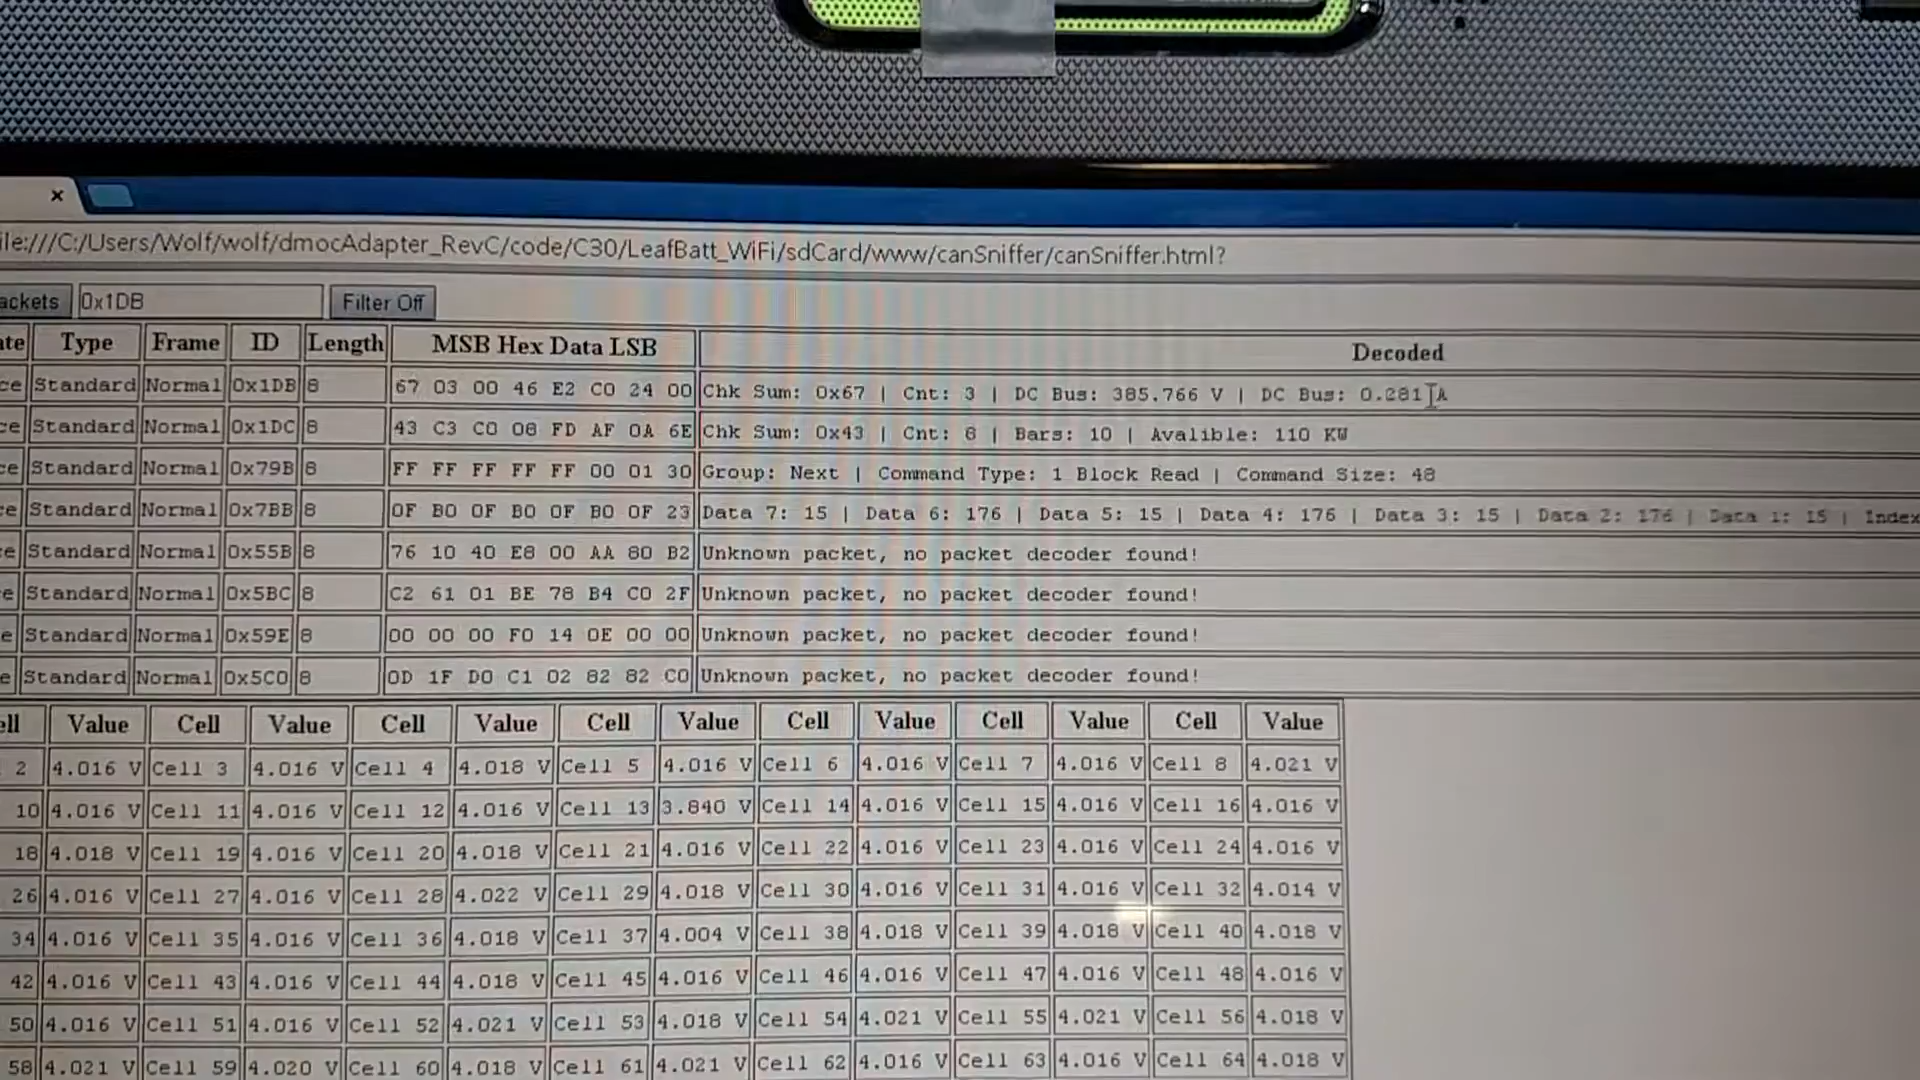 ile:///C:/Users/Wolf/wolf/dmocAdapter_RevC/code/C30/LeafBatt_WiFi/sdCard/www/canSniffer/canSniffer.html?
ackets 0x1DB Filter Off
ate Type Frame ID Length MSB Hex Data LSB Decoded
ce Standard Normal 0x1DB 8 67 03 00 46 E2 C0 24 00 Chk Sum: 0x67 | Cnt: 3 | DC Bus: 385.766 V | DC Bus: 0.281 A
ce Standard Normal 0x1DC 8 43 C3 C0 08 FD AF 0A 6E Chk Sum: 0x43 | Cnt: | Bars: 10 | Avalible: 110 KW
ce Standard Normal 0x79B 8 FF FF FF FF FF 00 01 30 Group: Next | Command Type: 1 Block Read | Command Size: 48
ce Standard Normal 0x7BB 8 0F B0 0F B0 0F B0 0F 23 Data 7: 15 | Data 6: 176 | Data 5: 15 | Data 4: 176 | Data 3: 15 | Data 2: 176 | Data 1: 15 | Index
e Standard Normal 0x55B 8 76 10 40 E8 00 AA 80 B2 Unknown packet, no packet decoder found!
e Standard Normal 0x5BC 8 C2 61 01 BE 78 B4 C0 2F Unknown packet, no packet decoder found!
e Standard Normal 0x59E 8 00 00 00 F0 14 0E 00 00 Unknown packet, no packet decoder found!
e Standard Normal 0x5C0 8 0D 1F D0 C1 02 82 82 C0 Unknown packet, no packet decoder found!
ell Value Cell Value Cell Value Cell Value Cell Value Cell Value Cell Value
2 4.016 V Cell 3 4.016 V Cell 4 4.018 V Cell 5 4.016 V Cell 6 4.016 V Cell 7 4.016 V Cell 8 4.021 V
10 4.016 V Cell 11 4.016 V Cell 12 4.016 V Cell 13 3.840 V Cell 14 4.016 V Cell 15 4.016 V Cell 16 4.016 V
18 4.018 V Cell 19 4.016 V Cell 20 4.018 V Cell 21 4.016 V Cell 22 4.016 V Cell 23 4.016 V Cell 24 4.016 V
26 4.016 V Cell 27 4.016 V Cell 28 4.022 V Cell 29 4.018 V Cell 30 4.016 V Cell 31 4.016 V Cell 32 4.014 V
34 4.016 V Cell 35 4.016 V Cell 36 4.018 V Cell 37 4.004 V Cell 38 4.018 V Cell 39 4.018 V Cell 40 4.018 V
42 4.016 V Cell 43 4.016 V Cell 44 4.018 V Cell 45 4.016 V Cell 46 4.016 V Cell 47 4.016 V Cell 48 4.016 V
50 4.016 V Cell 51 4.016 V Cell 52 4.021 V Cell 53 4.018 V Cell 54 4.021 V Cell 55 4.021 V Cell 56 4.018 V
58 4.021 V Cell 59 4.020 V Cell 60 4.018 V Cell 61 4.021 V Cell 62 4.016 V Cell 63 4.016 V Cell 64 4.018 V